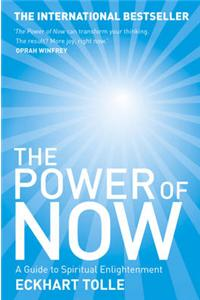 THE INTERNATIONAL BESTSELLER
'The Power of Now can transform your thinking.
The result? More joy, right now.'
OPRAH WINFREY
THE
POWER OF
NOW
A Guide to Spiritual Enlightenment
ECKHART TOLLE